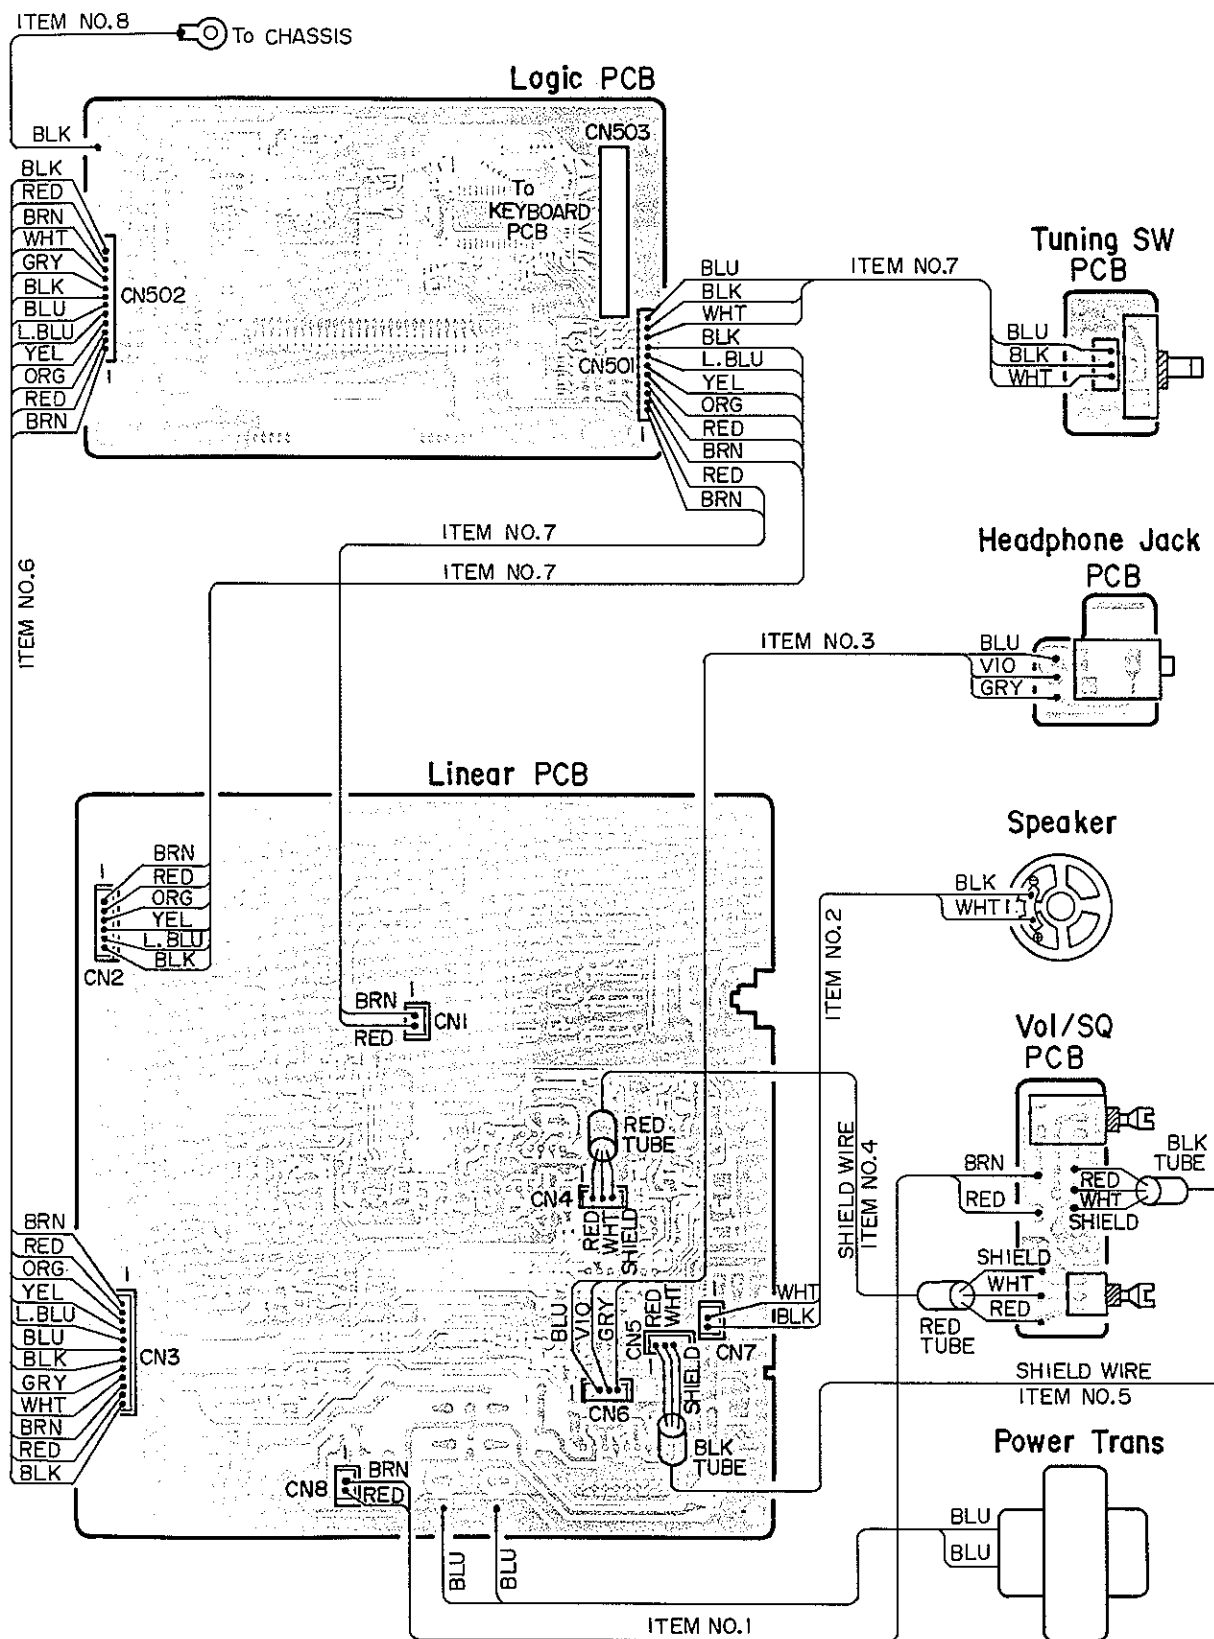 ITEM NO.8
To CHASSIS
Logic PCB
BLK
CN503
To
KEYBOARD
PCB
BLK
RED
BRN
WHT
GRY
BLK
BLU
L.BLU
YEL
ORG
RED
BRN
CN502
1
BLU
BLK
WHT
BLK
L.BLU
YEL
ORG
RED
BRN
RED
BRN
CN501
1
ITEM NO.7
Tuning SW
PCB
BLU
BLK
WHT
ITEM NO.7
ITEM NO.7
ITEM NO.6
Headphone Jack
PCB
ITEM NO.3
BLU
VIO
GRY
Linear PCB
1
BRN
RED
ORG
YEL
L.BLU
BLK
CN2
1
BRN
RED
CN1
Speaker
BLK
WHT
ITEM NO.2
Vol/SQ
PCB
RED
TUBE
1
CN4
RED
WHT
SHIELD
SHIELD WIRE
ITEM NO.4
BRN
RED
BLK
TUBE
RED
WHT
SHIELD
SHIELD
WHT
RED
RED
TUBE
BRN
RED
ORG
YEL
L.BLU
BLU
BLK
GRY
WHT
BRN
RED
BLK
1
CN3
BLU
VIO
GRY
1
CN6
CN5
RED
WHT
1
SHIELD
BLK
TUBE
1
WHT
BLK
CN7
SHIELD WIRE
ITEM NO.5
1
CN8
BRN
RED
BLU
BLU
Power Trans
BLU
BLU
ITEM NO.1